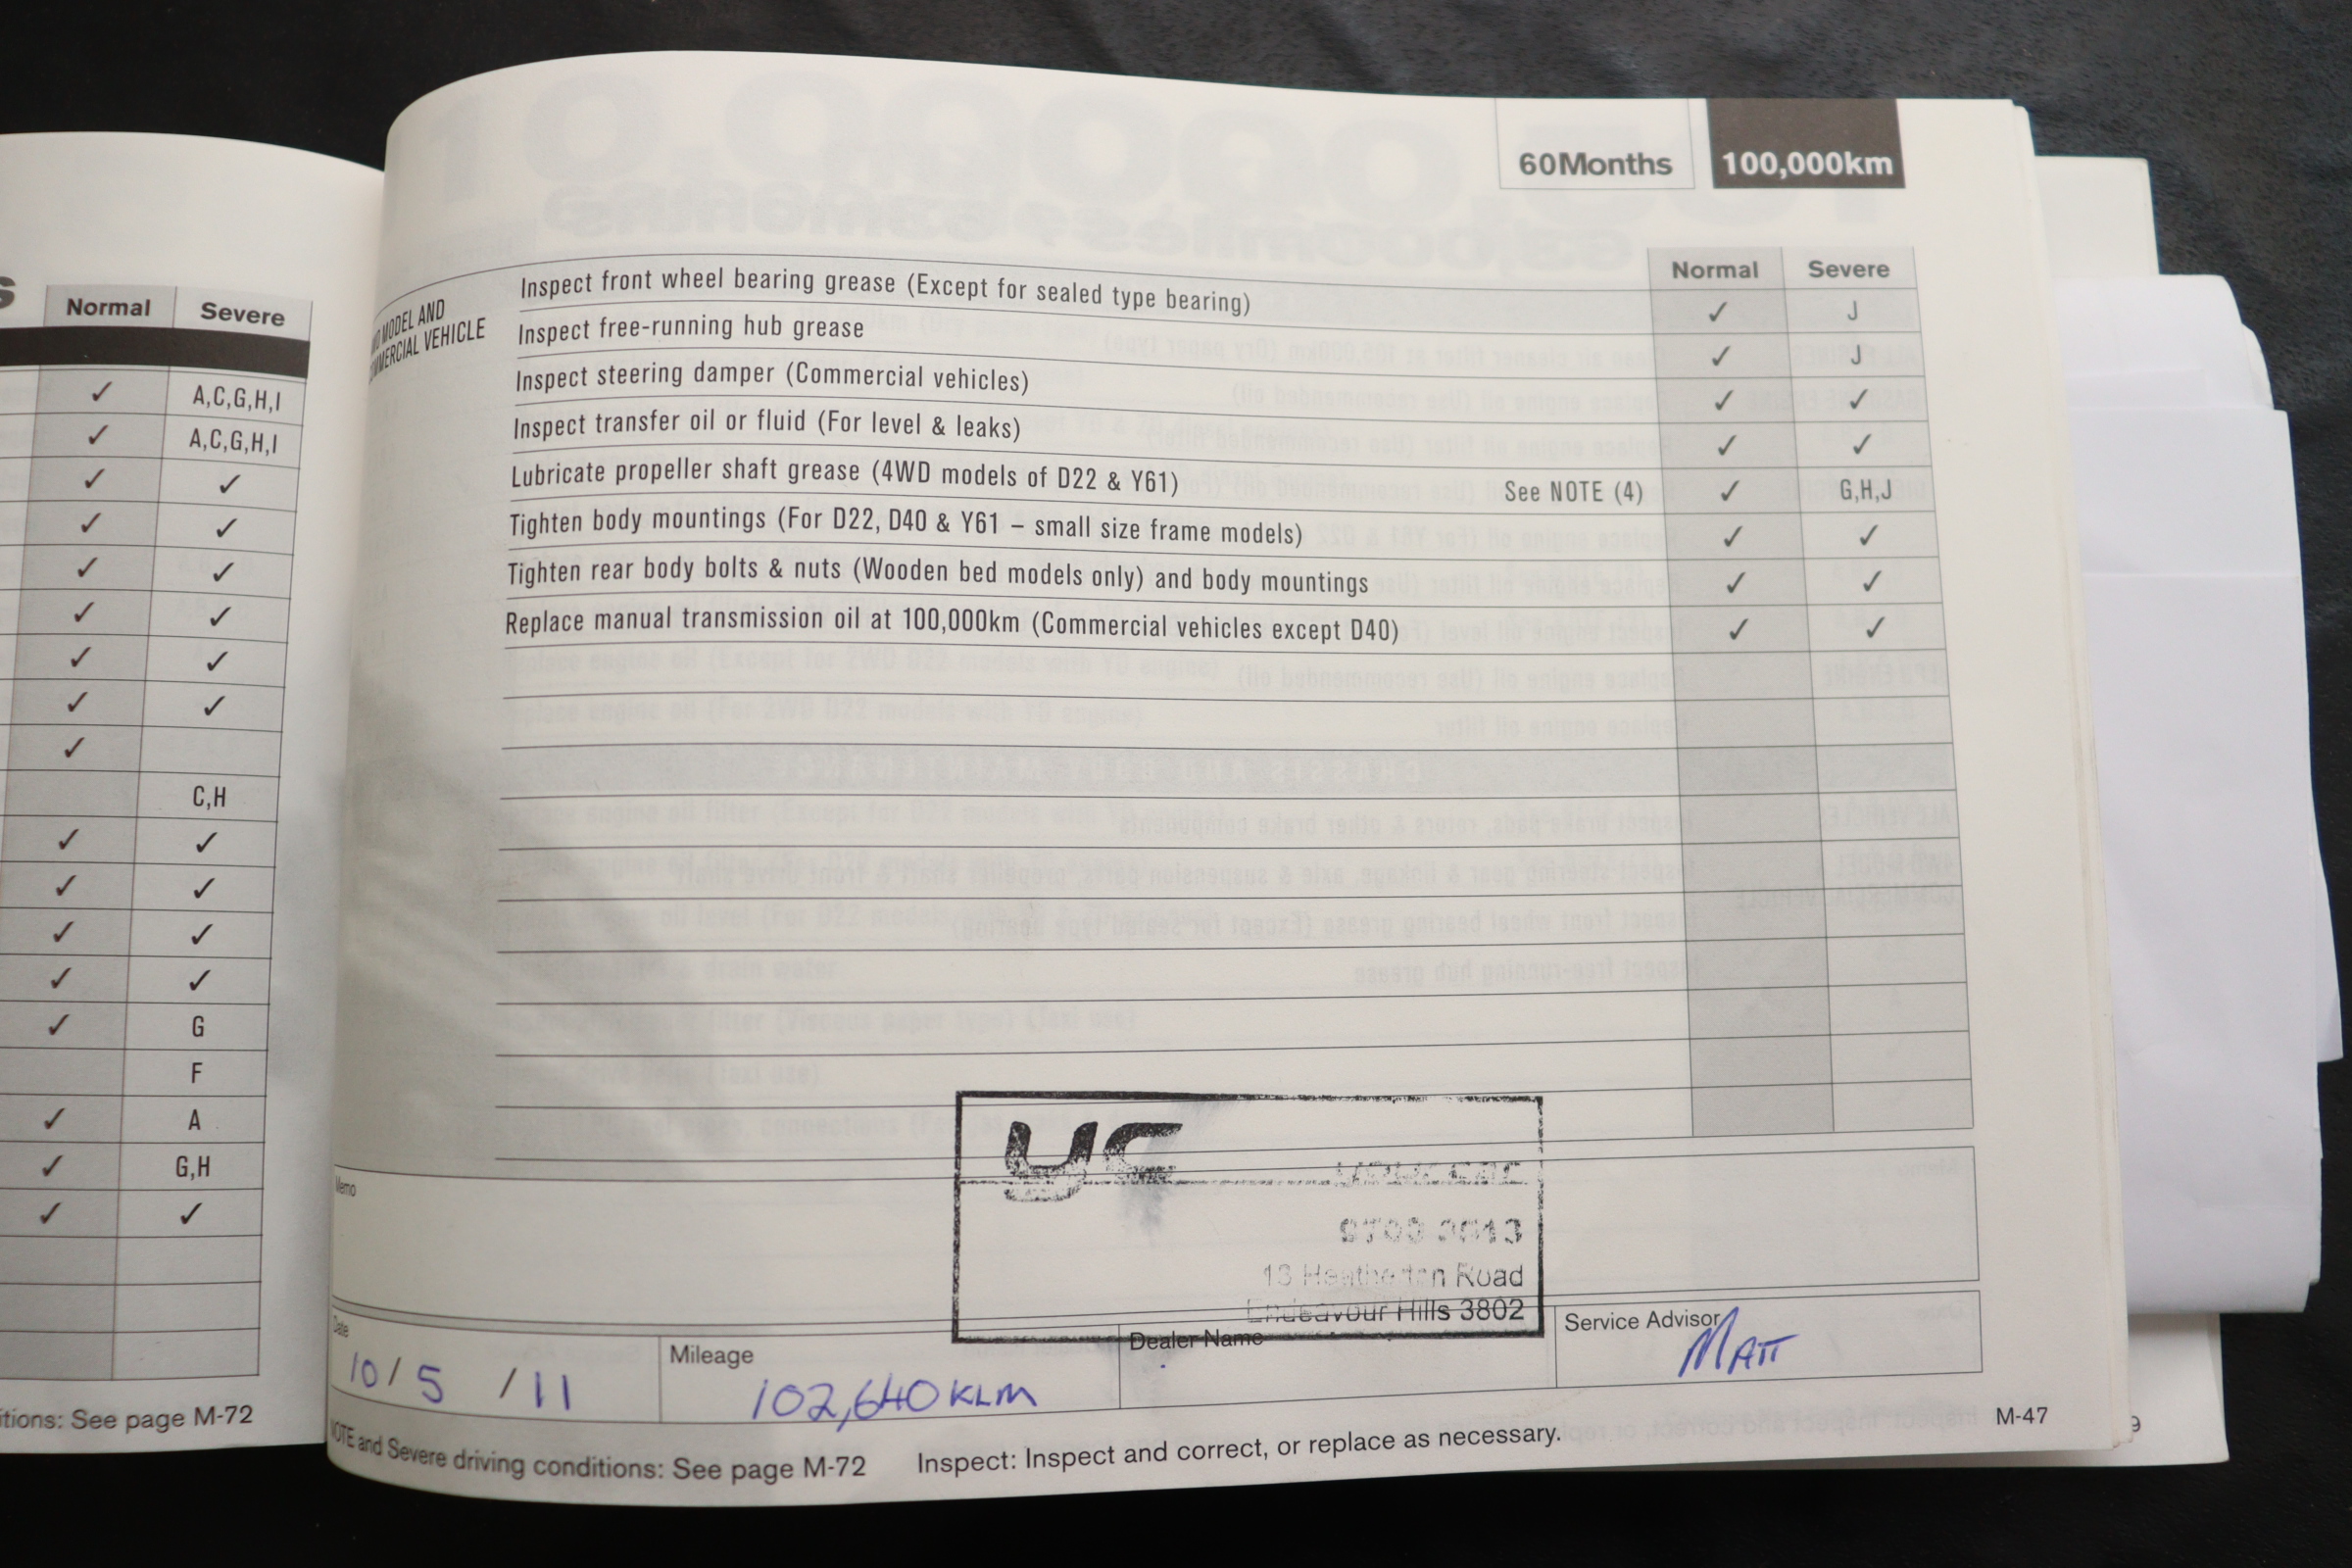 Normal Severe
✓ A,C,G,H,I
✓ A,C,G,H,I
✓ ✓
✓ ✓
✓ ✓
✓ ✓
✓ ✓
✓ ✓
✓
C,H
✓ ✓
✓ ✓
✓ ✓
✓ ✓
✓ G
F
✓ A
✓ G,H
✓ ✓
See page M-72
60Months 100,000km
Normal Severe
MODEL AND
VEHICLE
Inspect front wheel bearing grease (Except for sealed type bearing) ✓ J
Inspect free-running hub grease ✓ J
Inspect steering damper (Commercial vehicles) ✓ ✓
Inspect transfer oil or fluid (For level & leaks) ✓ ✓
Lubricate propeller shaft grease (4WD models of D22 & Y61) See NOTE (4) ✓ G,H,J
Tighten body mountings (For D22, D40 & Y61 – small size frame models) ✓ ✓
Tighten rear body bolts & nuts (Wooden bed models only) and body mountings ✓ ✓
Replace manual transmission oil at 100,000km (Commercial vehicles except D40) ✓ ✓
Memo
UC
Road
Endeavour Hills 3802
Date
10/5/11
Mileage
102,640KLM
Dealer Name
Service Advisor
MATT
NOTE and Severe driving conditions: See page M-72 Inspect: Inspect and correct, or replace as necessary.
M-47
9